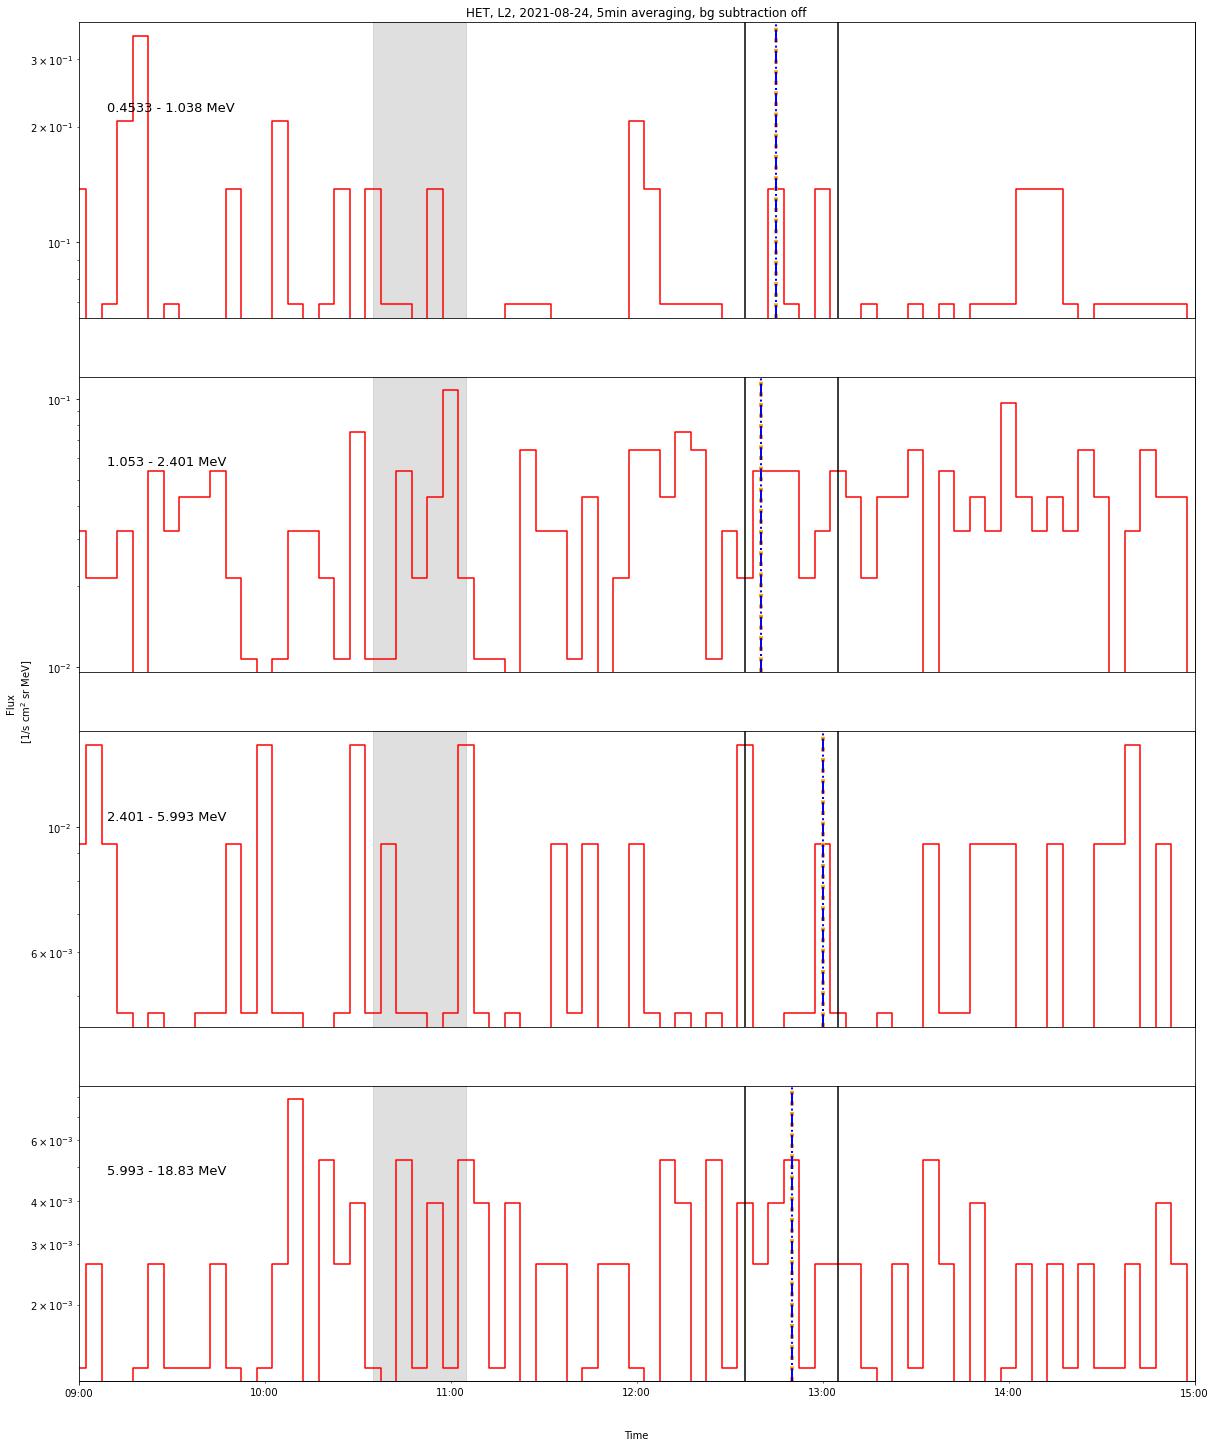 HET, L2, 2021-08-24, 5min averaging, bg subtraction off
3 × 10⁻¹
0.4533 - 1.038 MeV
2 × 10⁻¹
10⁻¹
10⁻¹
1.053 - 2.401 MeV
10⁻²
Flux
[1/s cm² sr MeV]
2.401 - 5.993 MeV
10⁻²
6 × 10⁻³
6 × 10⁻³
5.993 - 18.83 MeV
4 × 10⁻³
3 × 10⁻³
2 × 10⁻³
09:00 10:00 11:00 12:00 13:00 14:00 15:00
Time